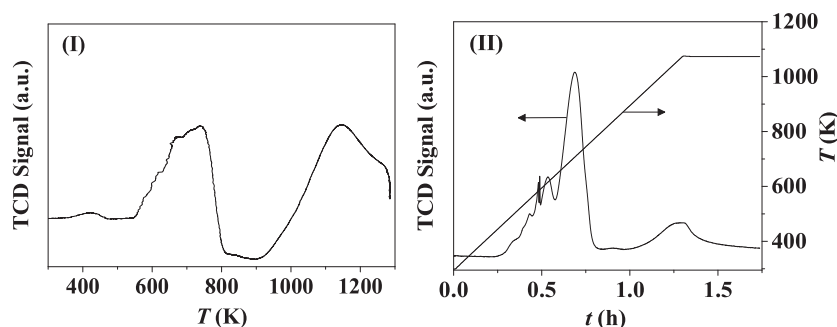 (I)
TCD Signal (a.u.)
400 600 800 1000 1200
T (K)
(II)
TCD Signal (a.u.)
1200
1000
800
600
400
T (K)
0.0 0.5 1.0 1.5
t (h)